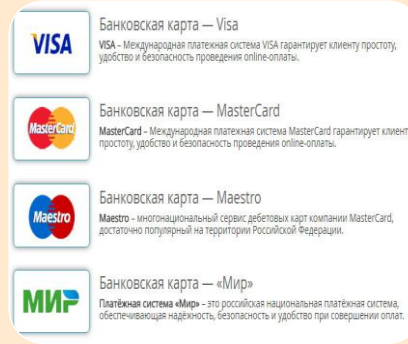 VISA
Банковская карта — Visa
VISA – Международная платежная система VISA гарантирует клиенту простоту,
удобство и безопасность проведения online-оплаты.
MasterCard
Банковская карта — MasterCard
MasterCard – Международная платежная система MasterCard гарантирует клиент
простоту, удобство и безопасность проведения online-оплаты.
Maestro
Банковская карта — Maestro
Maestro – многонациональный сервис дебетовых карт компании MasterCard,
достаточно популярный на территории Российской Федерации.
МИР
Банковская карта — «Мир»
Платёжная система «Мир» – это российская национальная платёжная система,
обеспечивающая надёжность, безопасность и удобство при совершении оплат.